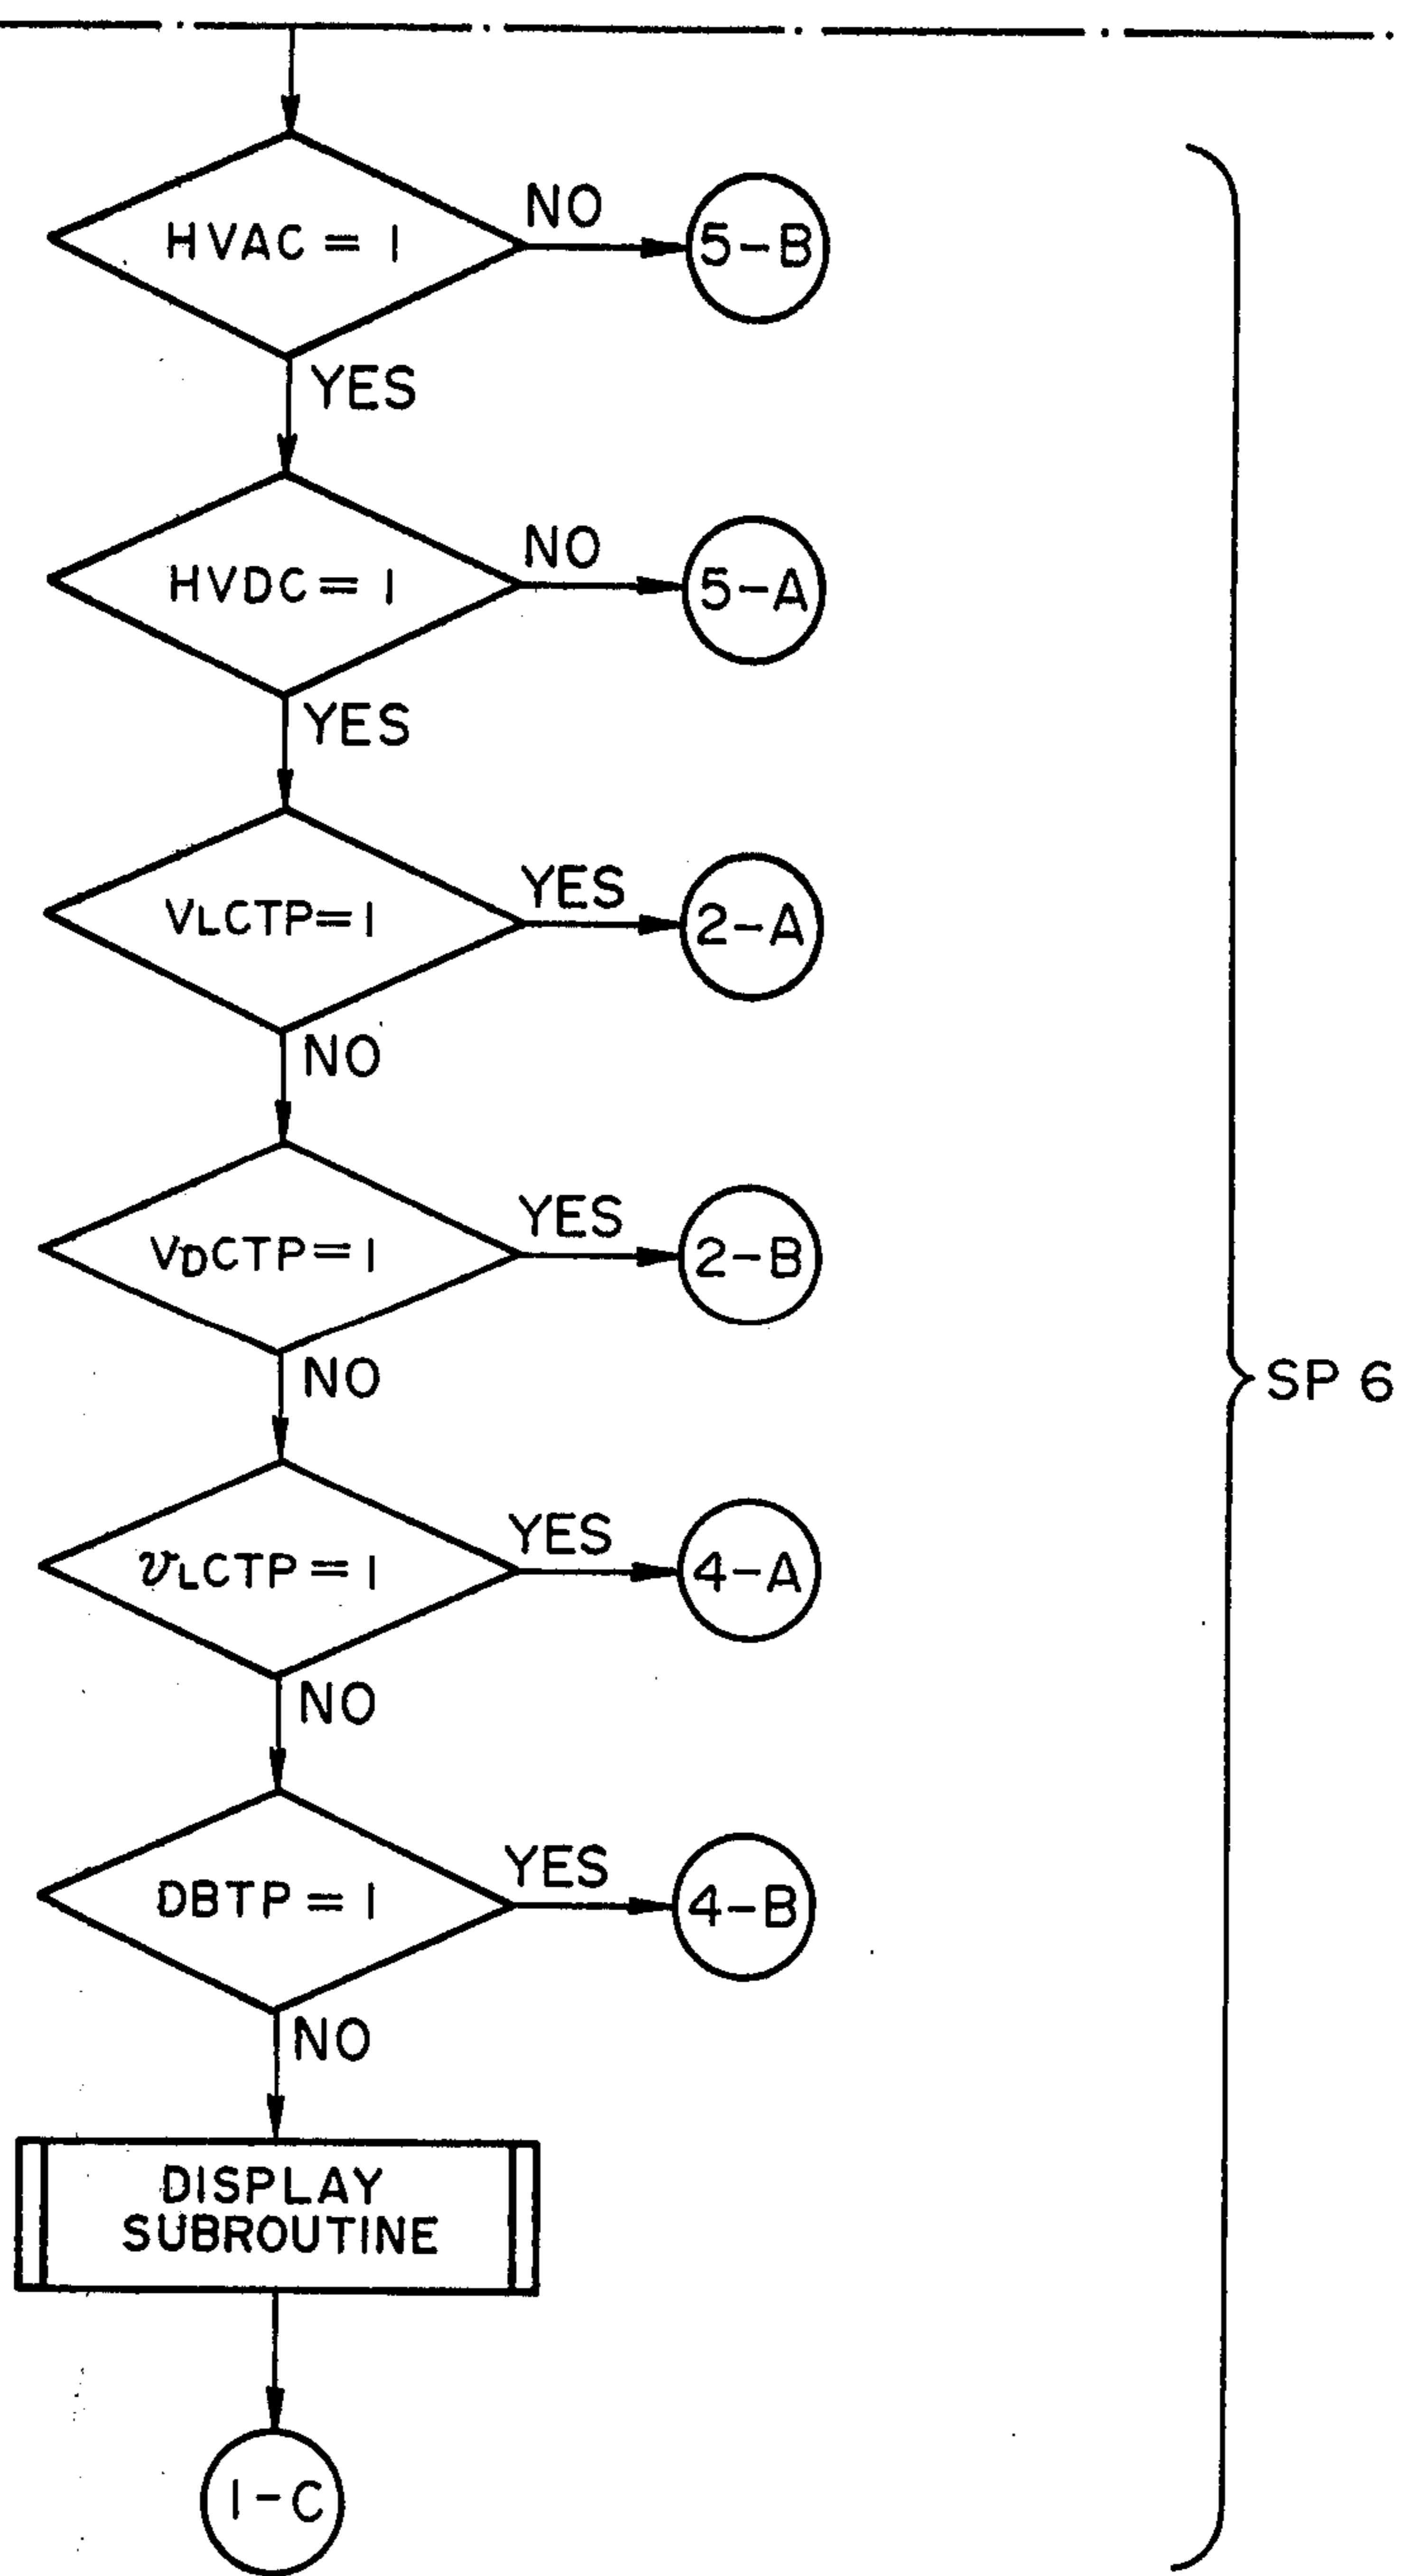 HVAC = 1
NO
5-B
YES
HVDC = 1
NO
5-A
YES
VLCTP = 1
YES
2-A
NO
VDCTP = 1
YES
2-B
NO
SP 6
vLCTP = 1
YES
4-A
NO
DBTP = 1
YES
4-B
NO
DISPLAY
SUBROUTINE
1-C